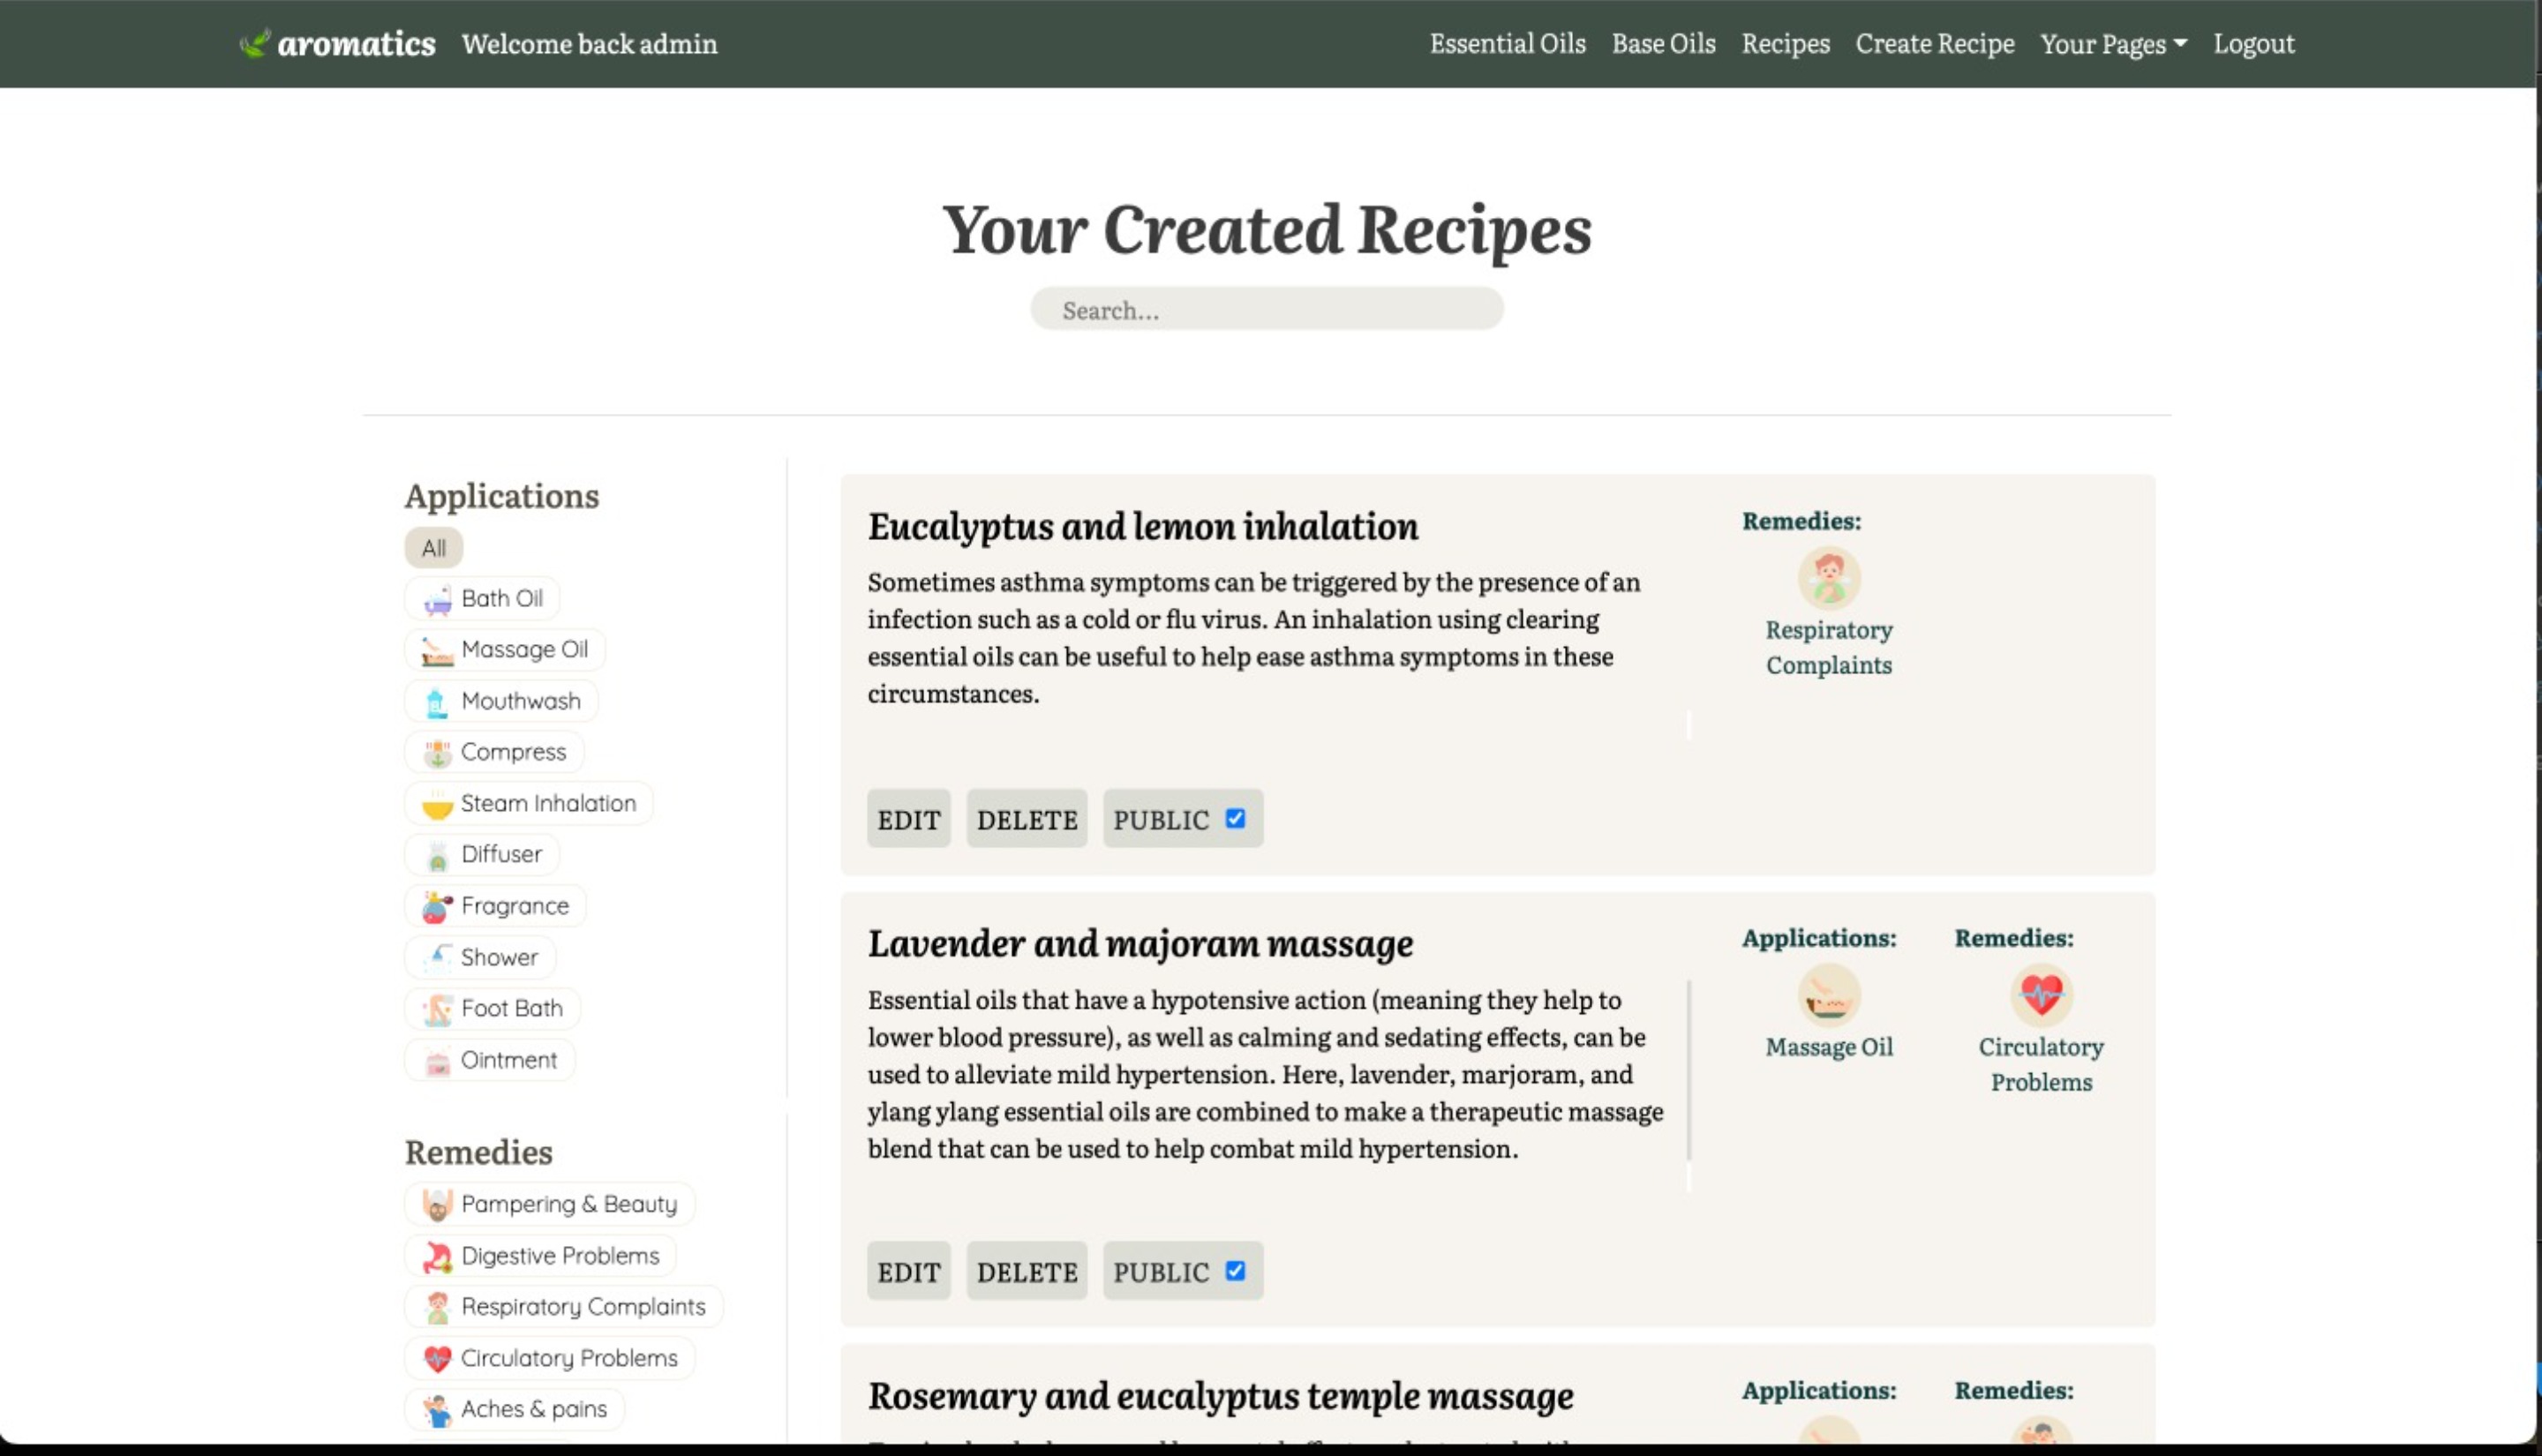 aromatics Welcome back admin Essential Oils Base Oils Recipes Create Recipe Your Pages Logout
Your Created Recipes
Search...
Applications
All
Bath Oil
Massage Oil
Mouthwash
Compress
Steam Inhalation
Diffuser
Fragrance
Shower
Foot Bath
Ointment
Remedies
Pampering & Beauty
Digestive Problems
Respiratory Complaints
Circulatory Problems
Aches & pains
Eucalyptus and lemon inhalation
Sometimes asthma symptoms can be triggered by the presence of an
infection such as a cold or flu virus. An inhalation using clearing
essential oils can be useful to help ease asthma symptoms in these
circumstances.
Remedies:
Respiratory
Complaints
EDIT DELETE PUBLIC
Lavender and majoram massage
Essential oils that have a hypotensive action (meaning they help to
lower blood pressure), as well as calming and sedating effects, can be
used to alleviate mild hypertension. Here, lavender, marjoram, and
ylang ylang essential oils are combined to make a therapeutic massage
blend that can be used to help combat mild hypertension.
Applications:
Massage Oil
Remedies:
Circulatory
Problems
EDIT DELETE PUBLIC
Rosemary and eucalyptus temple massage
Applications:
Remedies: